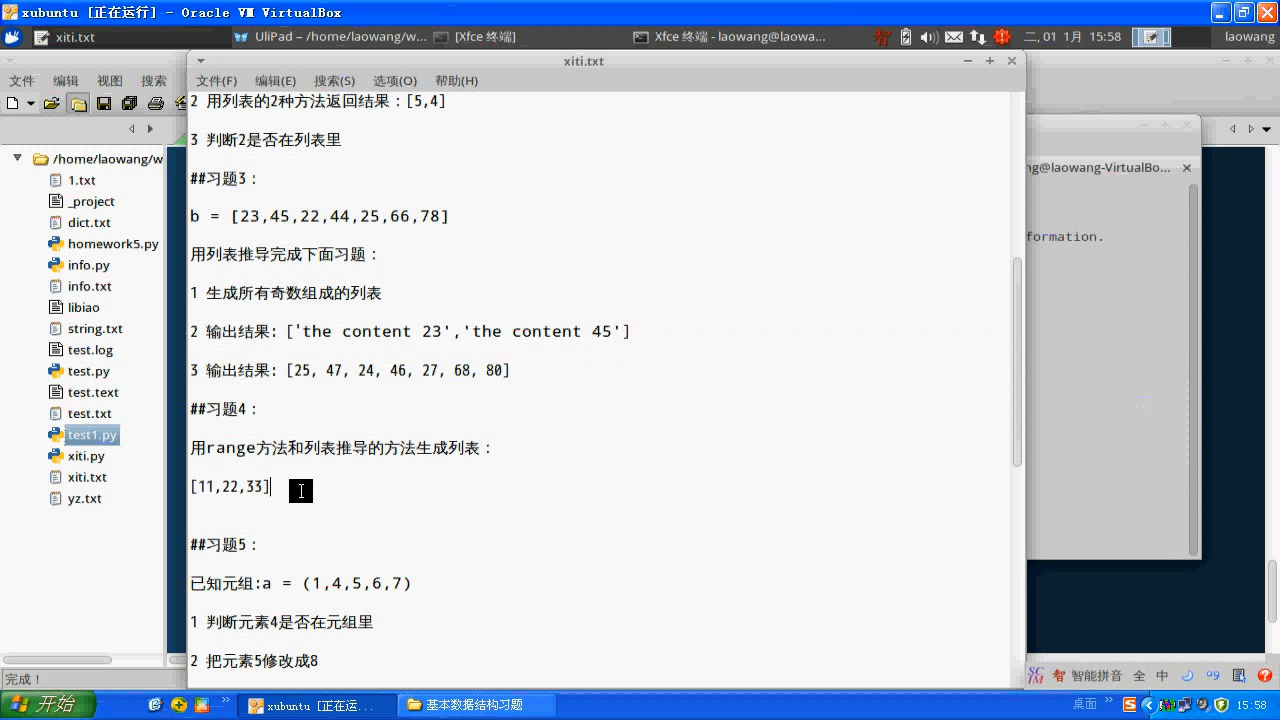 xubuntu [正在运行] - Oracle VM VirtualBox
xiti.txt
UliPad – /home/laowang/w...
[Xfce 终端]
Xfce 终端 - laowang@laowa...
二, 01 1月 15:58
laowang
文件 编辑 视图 搜索
xiti.txt
文件(F) 编辑(E) 搜索(S) 选项(O) 帮助(H)
/home/laowang/w
1.txt
_project
dict.txt
homework5.py
info.py
info.txt
libiao
string.txt
test.log
test.py
test.text
test.txt
test1.py
xiti.py
xiti.txt
yz.txt
2 用列表的2种方法返回结果：[5,4]
3 判断2是否在列表里
##习题3：
b = [23,45,22,44,25,66,78]
用列表推导完成下面习题：
1 生成所有奇数组成的列表
2 输出结果: ['the content 23','the content 45']
3 输出结果: [25, 47, 24, 46, 27, 68, 80]
##习题4：
用range方法和列表推导的方法生成列表：
[11,22,33]
##习题5：
已知元组:a = (1,4,5,6,7)
1 判断元素4是否在元组里
2 把元素5修改成8
ng@laowang-VirtualBo...
formation.
完成！
智能拼音 全 中
开始
xubuntu [正在运...
基本数据结构习题
桌面
15:58